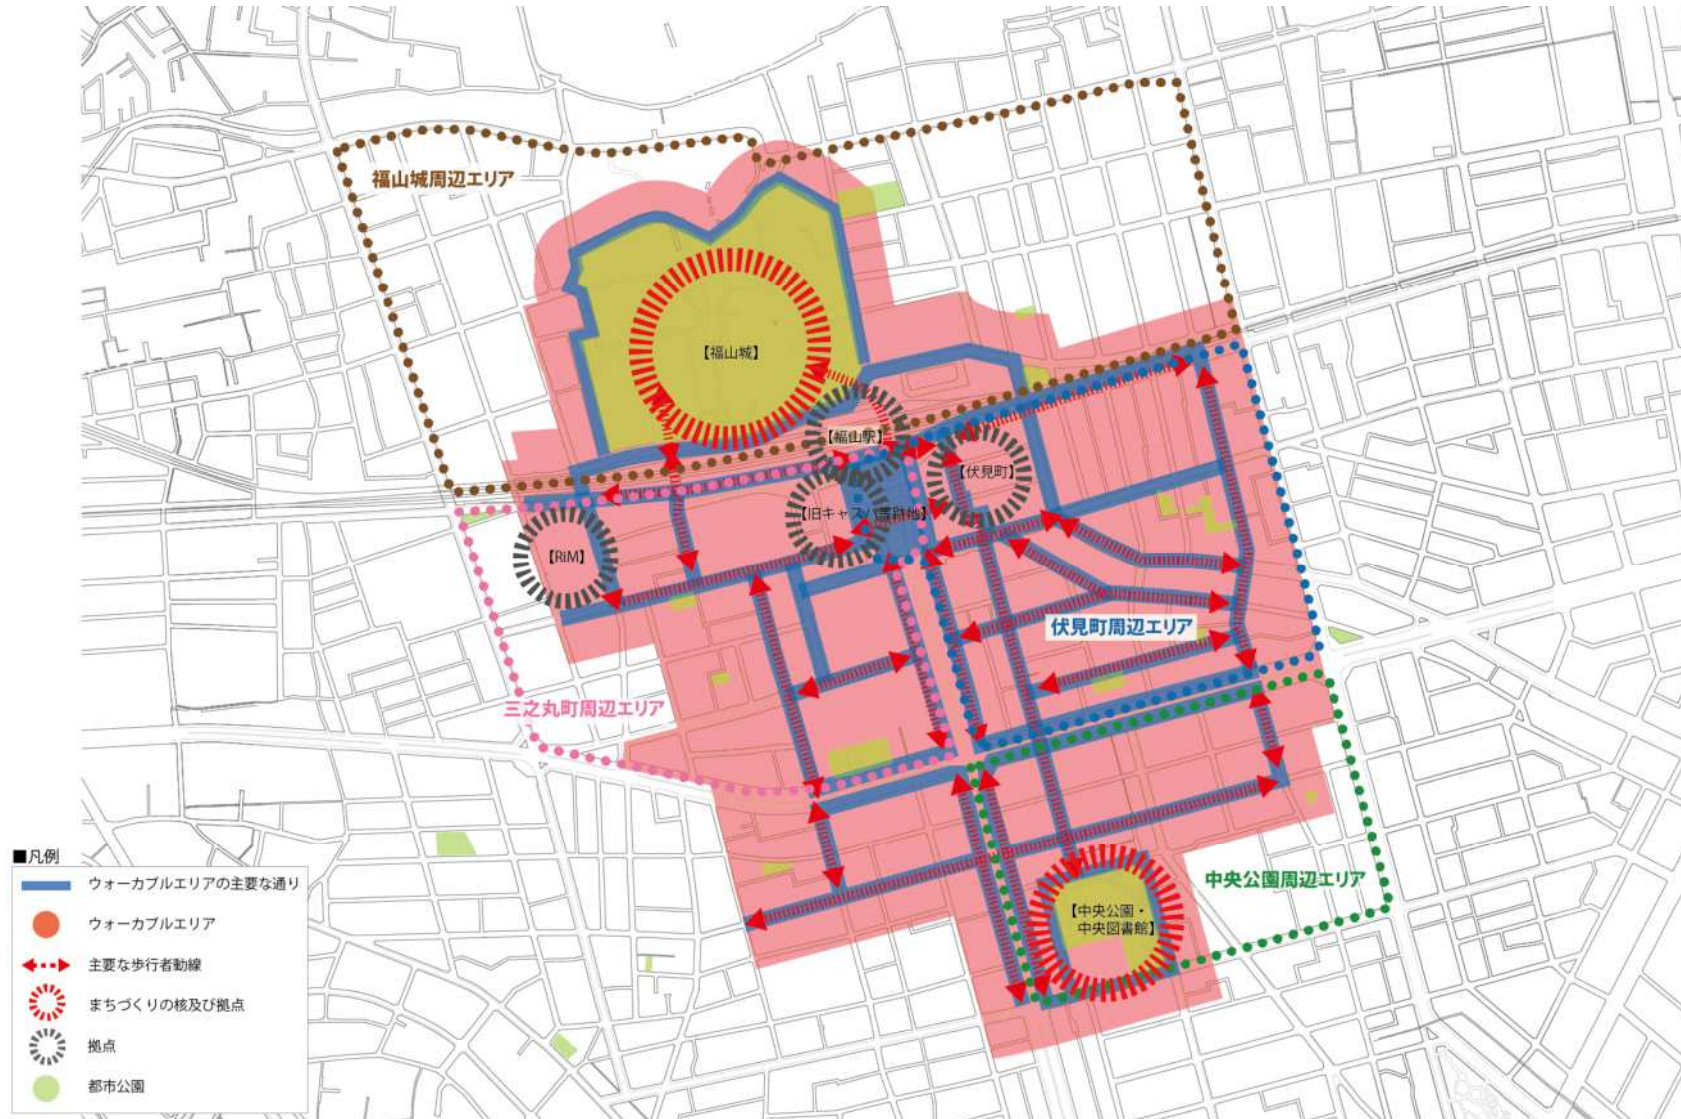 福山城周辺エリア
【福山城】
【福山駅】
【伏見町】
【旧キャスパ等跡地】
【RiM】
伏見町周辺エリア
三之丸町周辺エリア
中央公園周辺エリア
【中央公園・
中央図書館】
■凡例
ウォーカブルエリアの主要な通り
ウォーカブルエリア
主要な歩行者動線
まちづくりの核及び拠点
拠点
都市公園